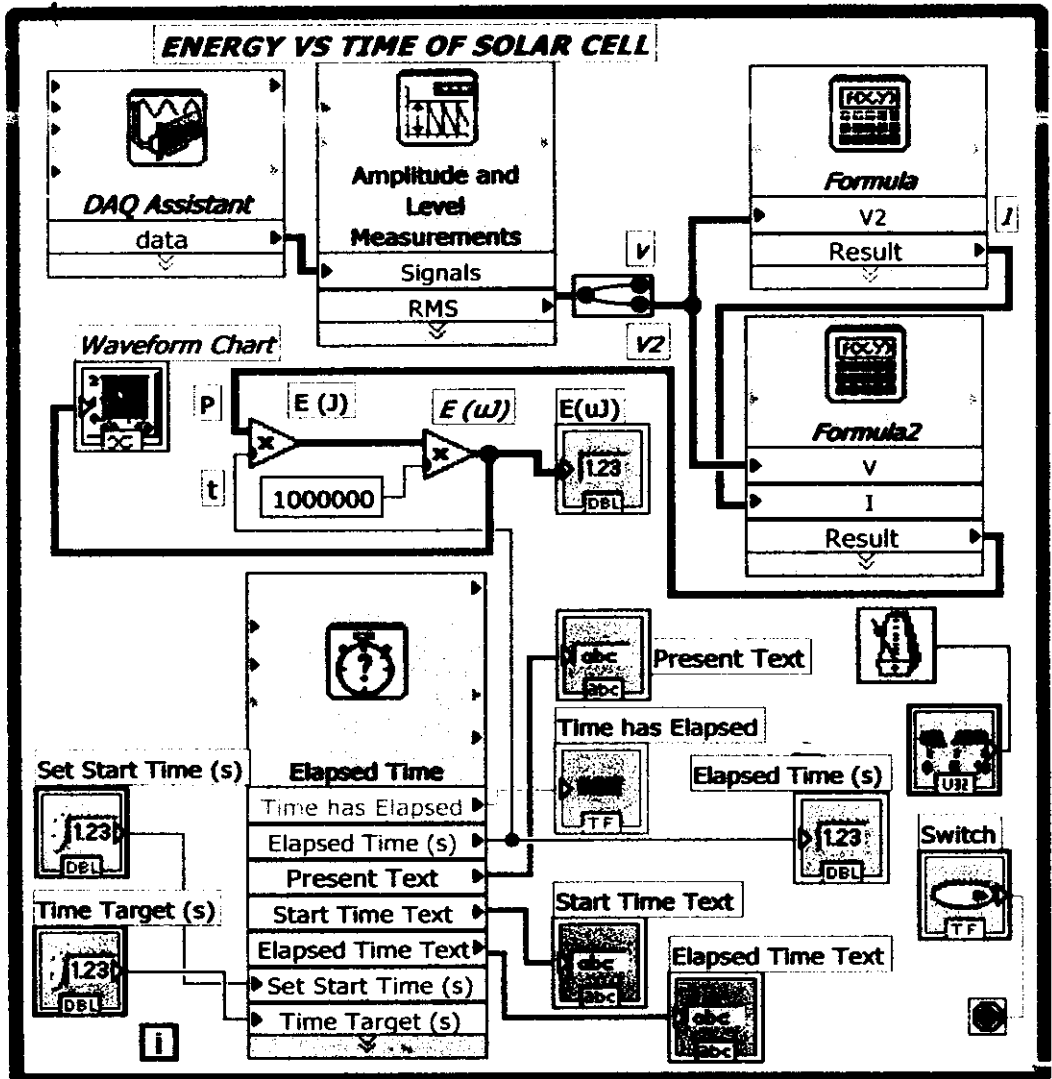 ENERGY VS TIME OF SOLAR CELL
DAQ Assistant
data
Amplitude and
Level
Measurements
Signals
RMS
V
V2
F(X,Y)
Formula
V2
Result
I
F(X,Y)
Formula2
V
I
Result
Waveform Chart
P
t
E (J)
E (uJ)
1000000
E(uJ)
1.23
DBL
Elapsed Time
Time has Elapsed
Elapsed Time (s)
Present Text
Start Time Text
Elapsed Time Text
Set Start Time (s)
Time Target (s)
Set Start Time (s)
1.23
DBL
Time Target (s)
1.23
DBL
i
abc
abc
Present Text
Time has Elapsed
TF
Elapsed Time (s)
1.23
DBL
Start Time Text
abc
abc
Elapsed Time Text
abc
abc
U32
Switch
TF